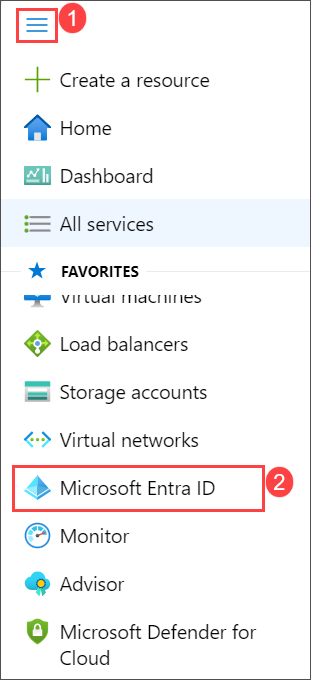 1
Create a resource
Home
Dashboard
All services
FAVORITES
Virtual machines
Load balancers
Storage accounts
Virtual networks
Microsoft Entra ID
2
Monitor
Advisor
Microsoft Defender for
Cloud